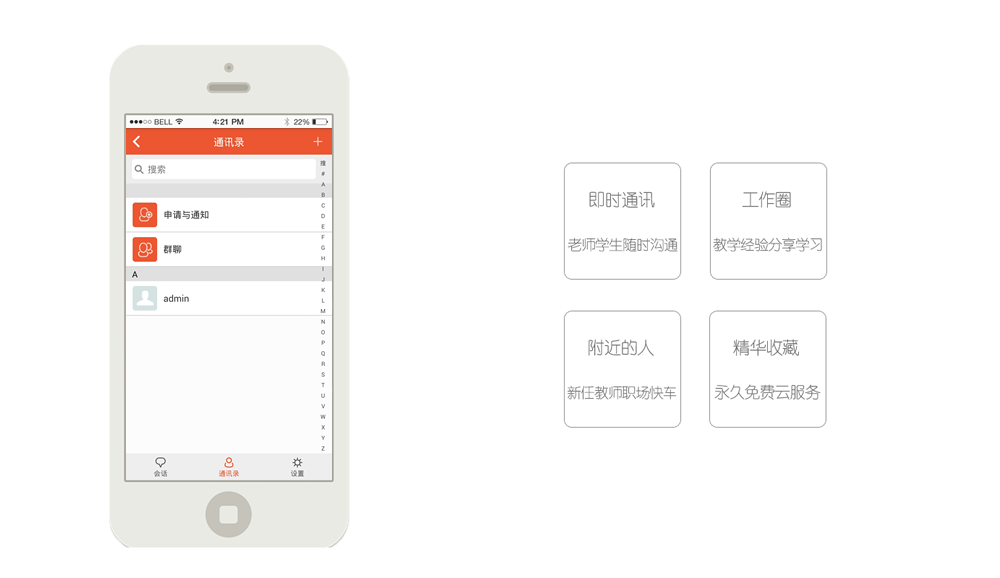 BELL 4:21 PM 22%
通讯录 +
搜索
申请与通知
群聊
A
admin
搜
#
A
B
C
D
E
F
G
H
I
J
K
L
M
N
O
P
Q
R
S
T
U
V
W
X
Y
Z
会话 通讯录 设置
即时通讯
老师学生随时沟通
工作圈
教学经验分享学习
附近的人
新任教师职场快车
精华收藏
永久免费云服务